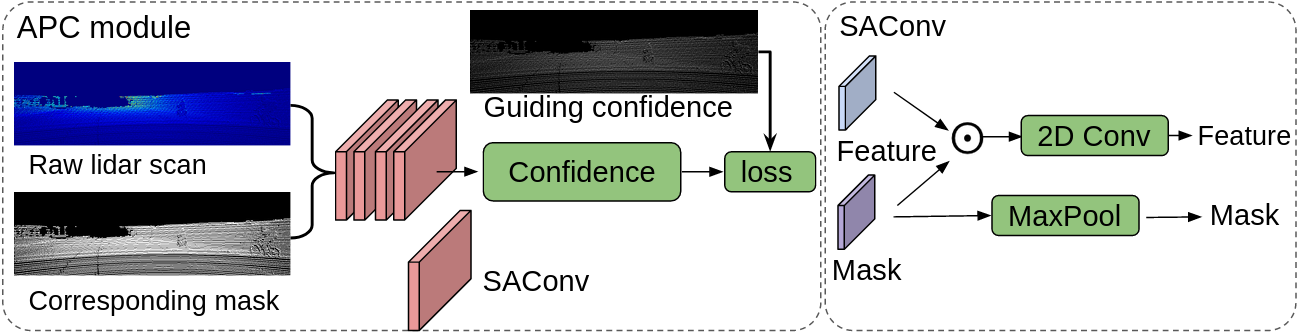 APC module
Raw lidar scan
Corresponding mask
Guiding confidence
Confidence
loss
SAConv
SAConv
Feature
Mask
2D Conv
Feature
MaxPool
Mask